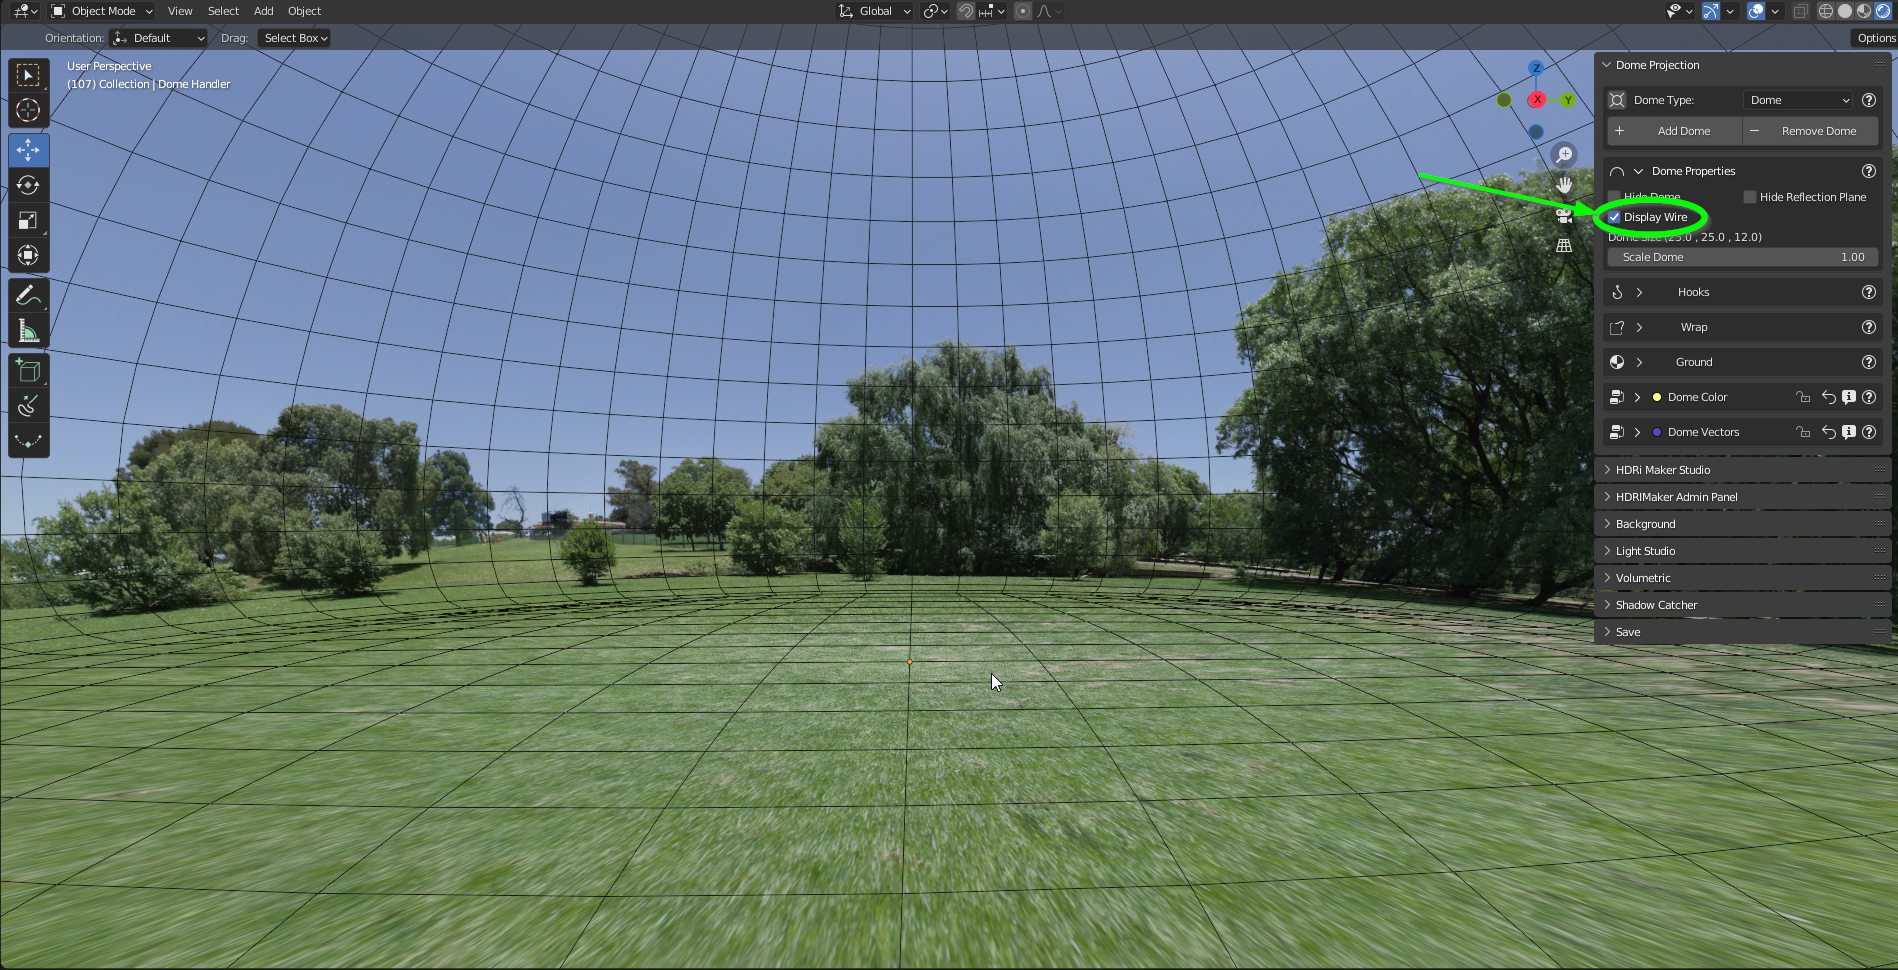 Object Mode View Select Add Object Global
Orientation: Default Drag: Select Box Options
User Perspective
(107) Collection | Dome Handler
Z
X
Y
Dome Projection
Dome Type: Dome
Add Dome Remove Dome
Dome Properties
Hide Dome Hide Reflection Plane
Display Wire
Dome Size (25.0 , 25.0 , 12.0)
Scale Dome 1.00
Hooks
Wrap
Ground
Dome Color
Dome Vectors
HDRi Maker Studio
HDRIMaker Admin Panel
Background
Light Studio
Volumetric
Shadow Catcher
Save